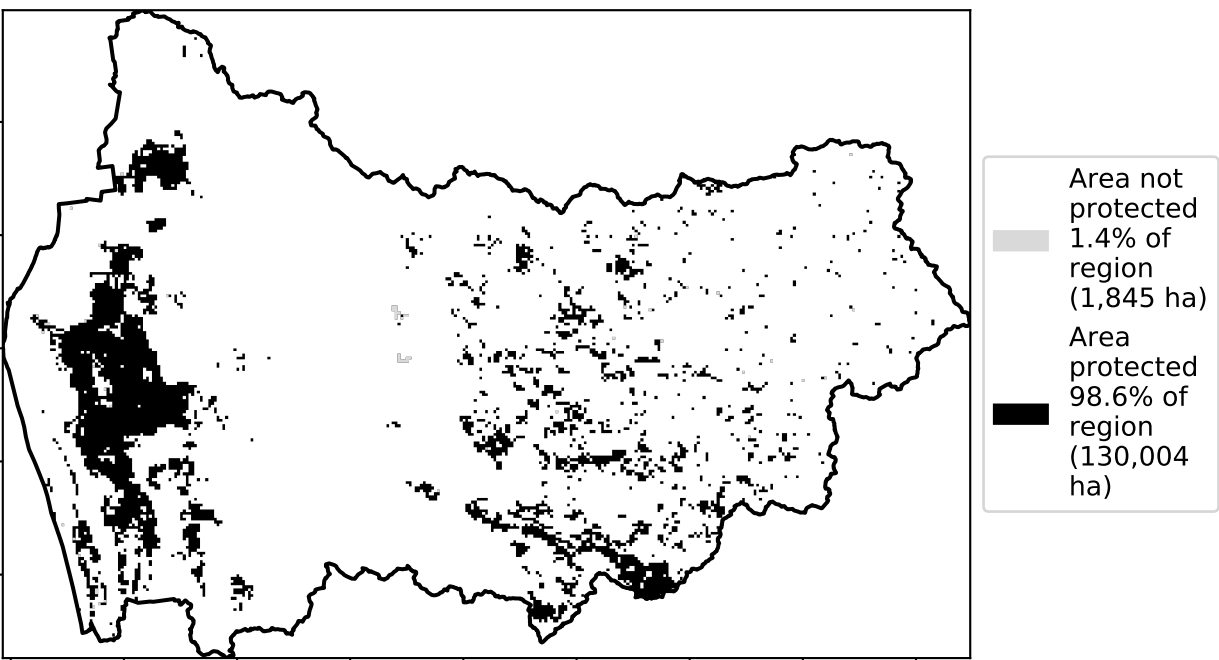 Area not
protected
1.4% of
region
(1,845 ha)
Area
protected
98.6% of
region
(130,004
ha)